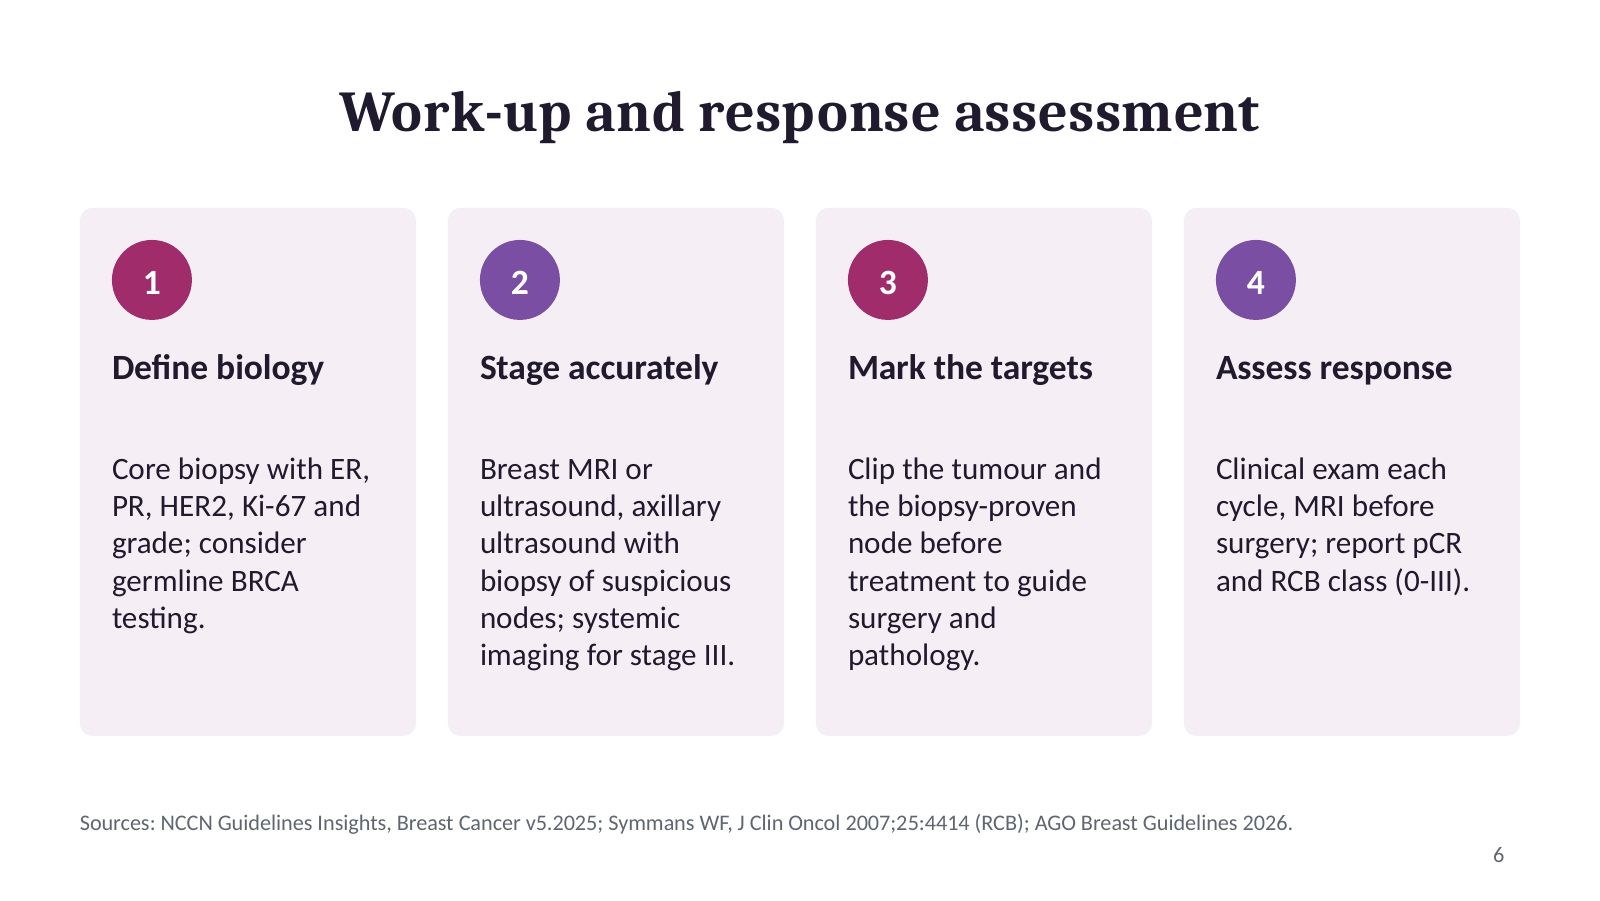 Work-up and response assessment
1
Define biology
Core biopsy with ER,
PR, HER2, Ki-67 and
grade; consider
germline BRCA
testing.
2
Stage accurately
Breast MRI or
ultrasound, axillary
ultrasound with
biopsy of suspicious
nodes; systemic
imaging for stage III.
3
Mark the targets
Clip the tumour and
the biopsy-proven
node before
treatment to guide
surgery and
pathology.
4
Assess response
Clinical exam each
cycle, MRI before
surgery; report pCR
and RCB class (0-III).
Sources: NCCN Guidelines Insights, Breast Cancer v5.2025; Symmans WF, J Clin Oncol 2007;25:4414 (RCB); AGO Breast Guidelines 2026.
6